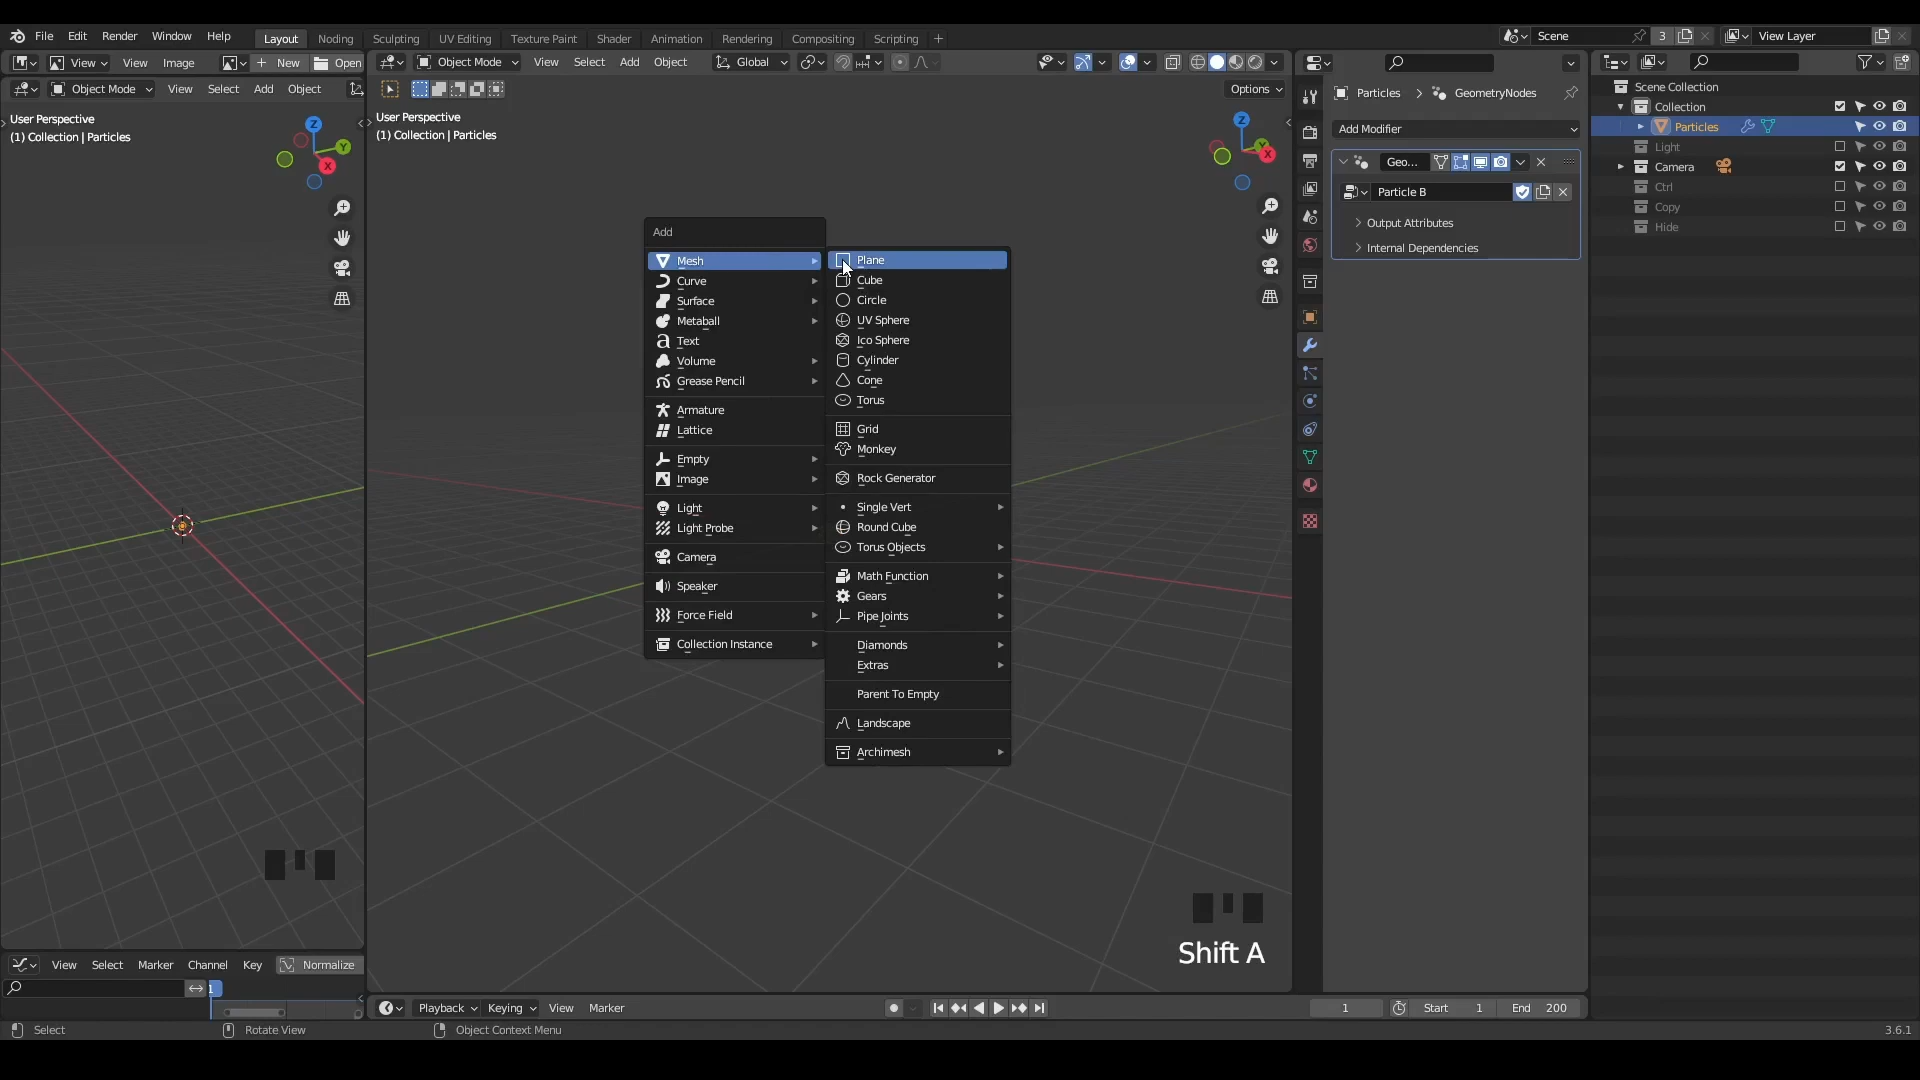 File Edit Render Window Help Layout Noding Sculpting UV Editing Texture Paint Shader Animation Rendering Compositing Scripting + Scene 3 View Layer
View View Image New Open Object Mode View Select Add Object Global
Object Mode View Select Add Object Options
User Perspective
(1) Collection | Particles
User Perspective
(1) Collection | Particles
Z
Y
X
Z
Y
X
Add
Mesh
Curve
Surface
Metaball
Text
Volume
Grease Pencil
Armature
Lattice
Empty
Image
Light
Light Probe
Camera
Speaker
Force Field
Collection Instance
Plane
Cube
Circle
UV Sphere
Ico Sphere
Cylinder
Cone
Torus
Grid
Monkey
Rock Generator
Single Vert
Round Cube
Torus Objects
Math Function
Gears
Pipe Joints
Diamonds
Extras
Parent To Empty
Landscape
Archimesh
Particles GeometryNodes
Add Modifier
Geo...
Particle B
Output Attributes
Internal Dependencies
Scene Collection
Collection
Particles
Light
Camera
Ctrl
Copy
Hide
Shift A
View Select Marker Channel Key Normalize
1
Playback Keying View Marker 1 Start 1 End 200
Select Rotate View Object Context Menu 3.6.1